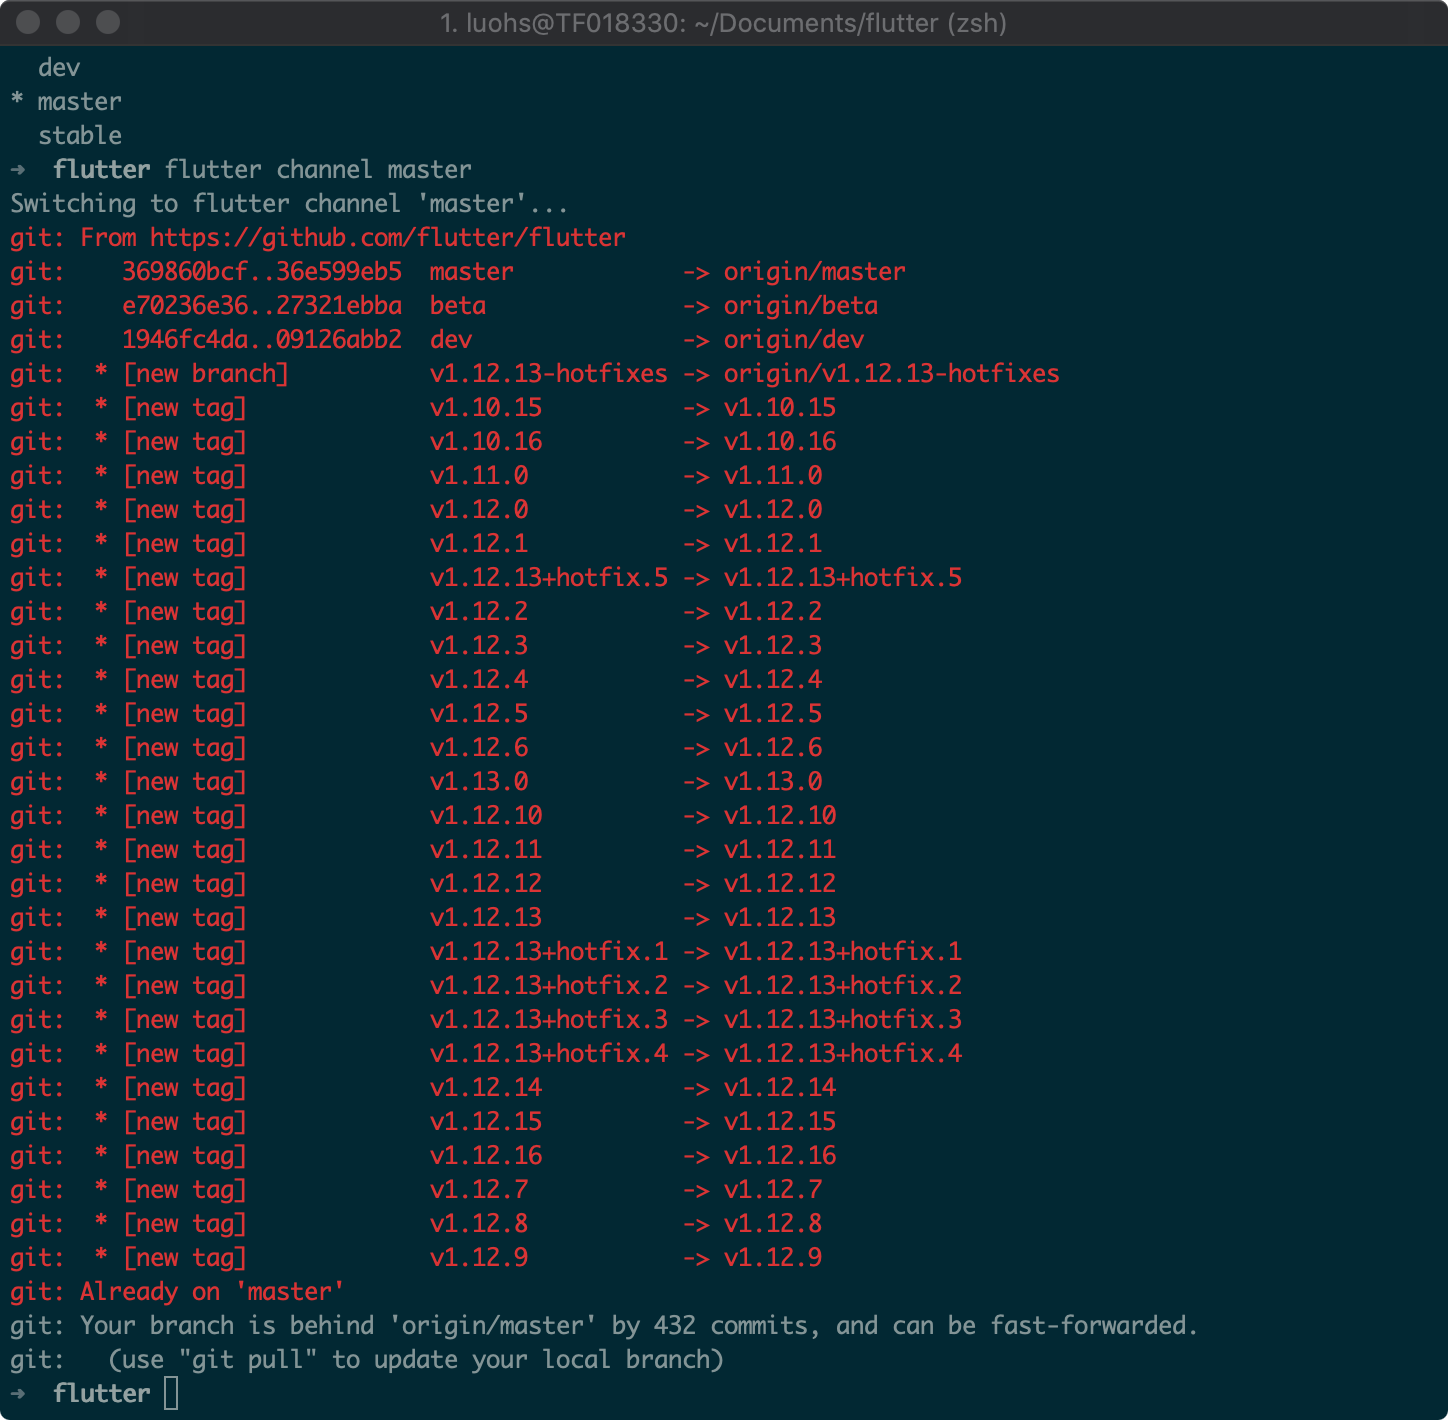 1. luohs@TF018330: ~/Documents/flutter (zsh)
  dev
* master
  stable
➜  flutter flutter channel master
Switching to flutter channel 'master'...
git: From https://github.com/flutter/flutter
git:    369860bcf..36e599eb5  master            -> origin/master
git:    e70236e36..27321ebba  beta              -> origin/beta
git:    1946fc4da..09126abb2  dev               -> origin/dev
git:  * [new branch]          v1.12.13-hotfixes -> origin/v1.12.13-hotfixes
git:  * [new tag]             v1.10.15          -> v1.10.15
git:  * [new tag]             v1.10.16          -> v1.10.16
git:  * [new tag]             v1.11.0           -> v1.11.0
git:  * [new tag]             v1.12.0           -> v1.12.0
git:  * [new tag]             v1.12.1           -> v1.12.1
git:  * [new tag]             v1.12.13+hotfix.5 -> v1.12.13+hotfix.5
git:  * [new tag]             v1.12.2           -> v1.12.2
git:  * [new tag]             v1.12.3           -> v1.12.3
git:  * [new tag]             v1.12.4           -> v1.12.4
git:  * [new tag]             v1.12.5           -> v1.12.5
git:  * [new tag]             v1.12.6           -> v1.12.6
git:  * [new tag]             v1.13.0           -> v1.13.0
git:  * [new tag]             v1.12.10          -> v1.12.10
git:  * [new tag]             v1.12.11          -> v1.12.11
git:  * [new tag]             v1.12.12          -> v1.12.12
git:  * [new tag]             v1.12.13          -> v1.12.13
git:  * [new tag]             v1.12.13+hotfix.1 -> v1.12.13+hotfix.1
git:  * [new tag]             v1.12.13+hotfix.2 -> v1.12.13+hotfix.2
git:  * [new tag]             v1.12.13+hotfix.3 -> v1.12.13+hotfix.3
git:  * [new tag]             v1.12.13+hotfix.4 -> v1.12.13+hotfix.4
git:  * [new tag]             v1.12.14          -> v1.12.14
git:  * [new tag]             v1.12.15          -> v1.12.15
git:  * [new tag]             v1.12.16          -> v1.12.16
git:  * [new tag]             v1.12.7           -> v1.12.7
git:  * [new tag]             v1.12.8           -> v1.12.8
git:  * [new tag]             v1.12.9           -> v1.12.9
git: Already on 'master'
git: Your branch is behind 'origin/master' by 432 commits, and can be fast-forwarded.
git:   (use "git pull" to update your local branch)
➜  flutter